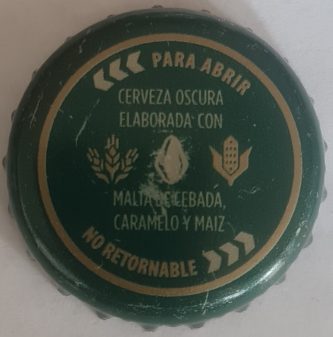 PARA ABRIR
CERVEZA OSCURA
ELABORADA CON
MALTA DE CEBADA,
CARAMELO Y MAIZ
NO RETORNABLE